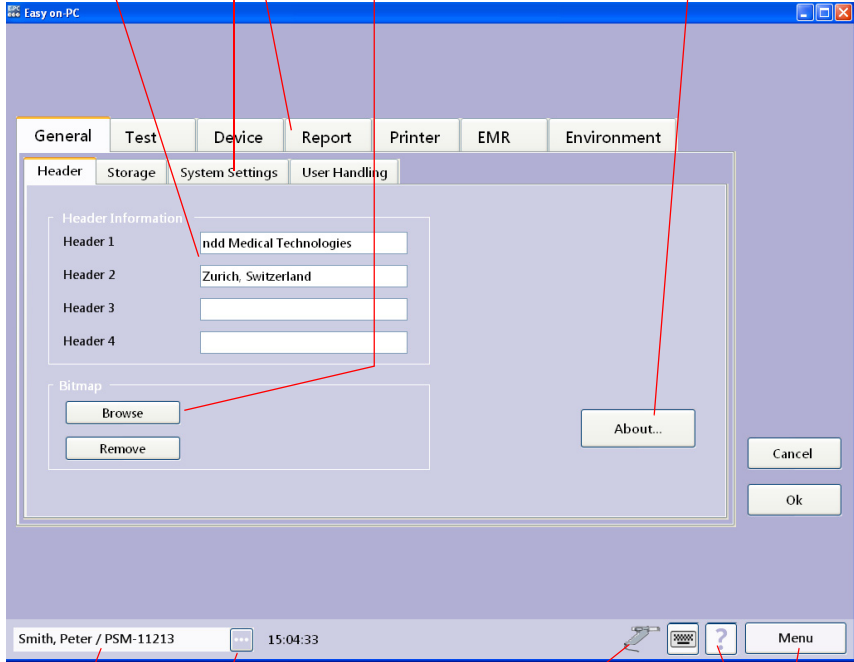 Easy on-PC
General Test Device Report Printer EMR Environment
Header Storage System Settings User Handling
Header Information
Header 1 ndd Medical Technologies
Header 2 Zurich, Switzerland
Header 3
Header 4
Bitmap
Browse
About...
Remove
Cancel
Ok
Smith, Peter / PSM-11213 ... 15:04:33 ? Menu